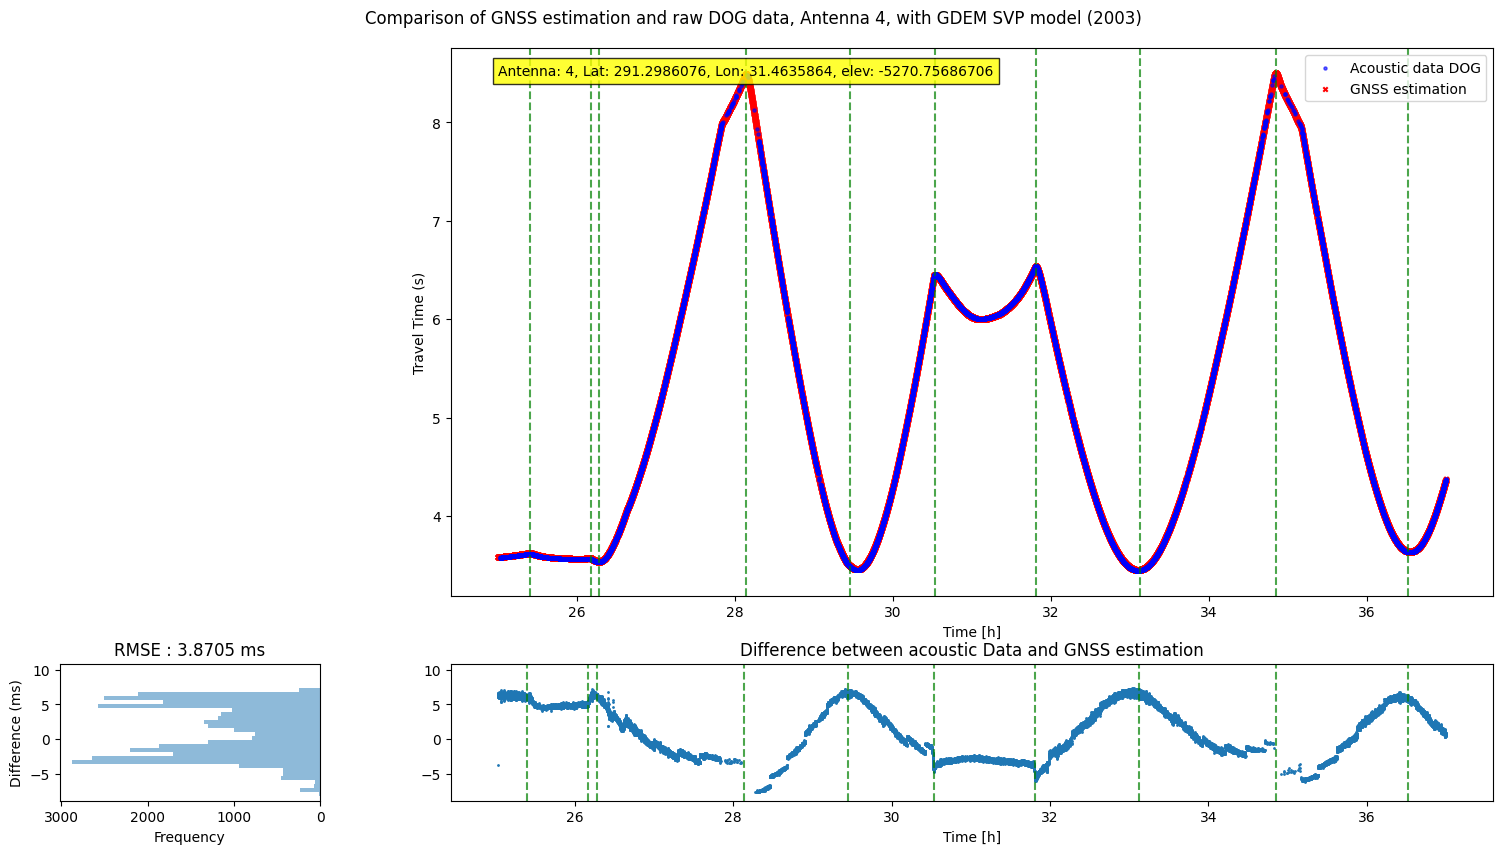 Comparison of GNSS estimation and raw DOG data, Antenna 4, with GDEM SVP model (2003)
Antenna: 4, Lat: 291.2986076, Lon: 31.4635864, elev: -5270.75686706
Acoustic data DOG
GNSS estimation
Travel Time (s)
8
7
6
5
4
26 28 30 32 34 36
Time [h]
RMSE : 3.8705 ms
Difference (ms)
10
5
0
−5
3000 2000 1000 0
Frequency
Difference between acoustic Data and GNSS estimation
10
5
0
−5
26 28 30 32 34 36
Time [h]